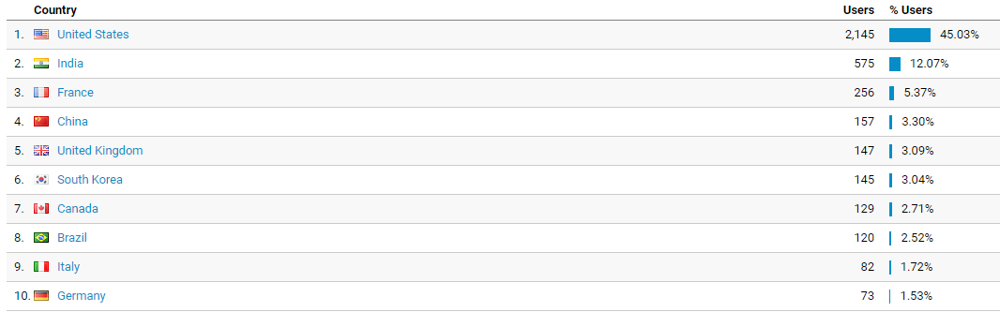 Country Users % Users
1. United States 2,145 45.03%
2. India 575 12.07%
3. France 256 5.37%
4. China 157 3.30%
5. United Kingdom 147 3.09%
6. South Korea 145 3.04%
7. Canada 129 2.71%
8. Brazil 120 2.52%
9. Italy 82 1.72%
10. Germany 73 1.53%